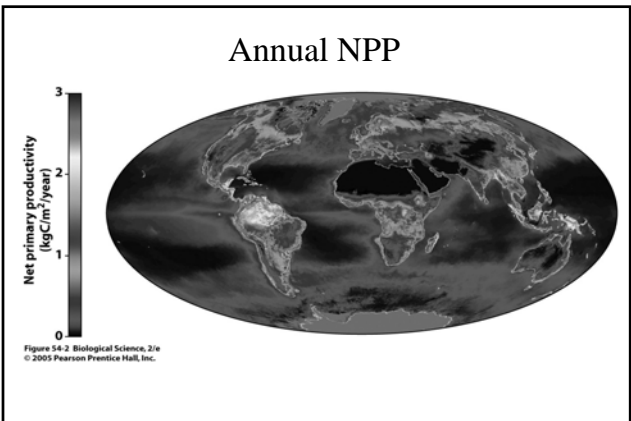 Annual NPP
Net primary productivity
(kgC/m²/year)
3
2
1
0
Figure 54-2 Biological Science, 2/e
© 2005 Pearson Prentice Hall, Inc.